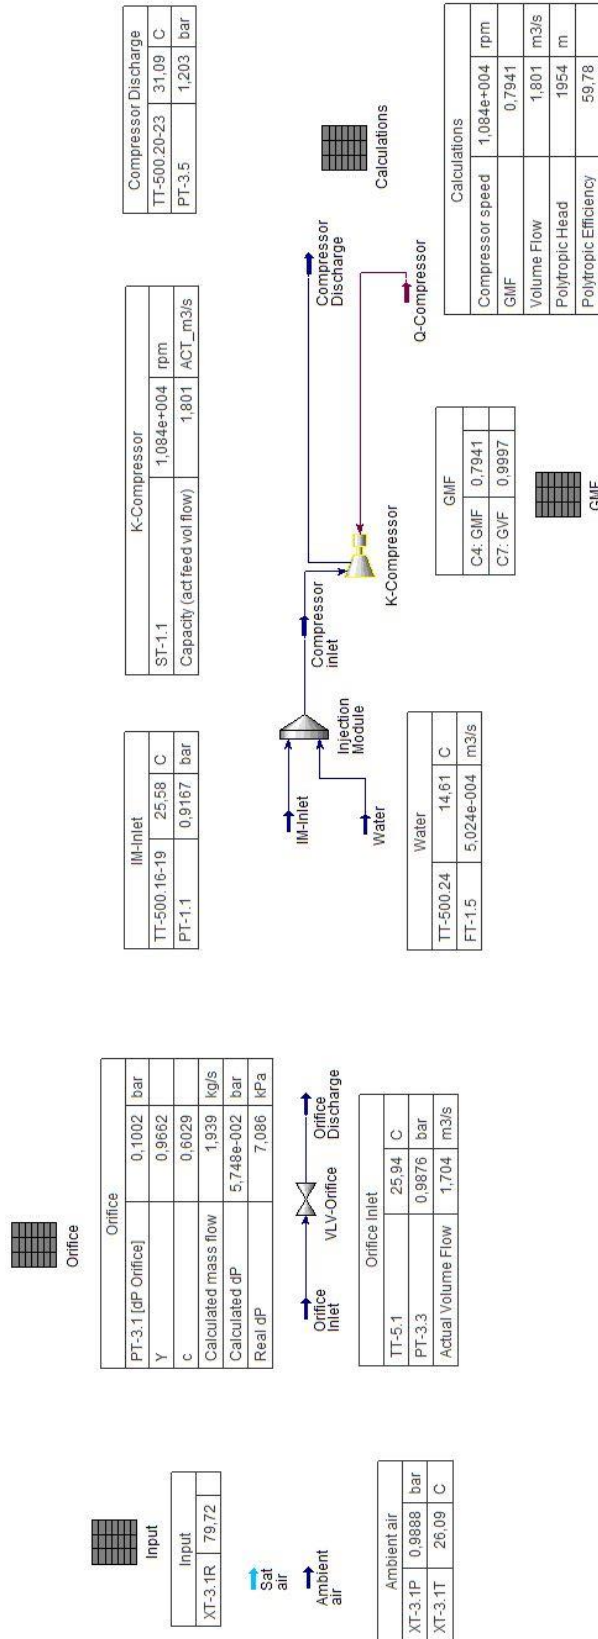 Input
Input
XT-3.1R 79,72
Sat
air
Ambient
air
Ambient air
XT-3.1P 0,9888 bar
XT-3.1T 26,09 C
Orifice
Orifice
PT-3.1 [dP Orifice] 0,1002 bar
Y 0,9662
c 0,6029
Calculated mass flow 1,939 kg/s
Calculated dP 5,748e-002 bar
Real dP 7,086 kPa
Orifice
Inlet
VLV-Orifice
Orifice
Discharge
Orifice Inlet
TT-5.1 25,94 C
PT-3.3 0,9876 bar
Actual Volume Flow 1,704 m3/s
IM-Inlet
TT-500.16-19 25,58 C
PT-1.1 0,9167 bar
IM-Inlet
Water
Injection
Module
Compressor
inlet
Water
TT-500.24 14,61 C
FT-1.5 5,024e-004 m3/s
K-Compressor
ST-1.1 1,084e+004 rpm
Capacity (act feed vol flow) 1,801 ACT_m3/s
K-Compressor
Compressor
Discharge
Q-Compressor
GMF
C4: GMF 0,7941
C7: GVF 0,9997
GMF
Compressor Discharge
TT-500.20-23 31,09 C
PT-3.5 1,203 bar
Calculations
Calculations
Compressor speed 1,084e+004 rpm
GMF 0,7941
Volume Flow 1,801 m3/s
Polytropic Head 1954 m
Polytropic Efficiency 59,78